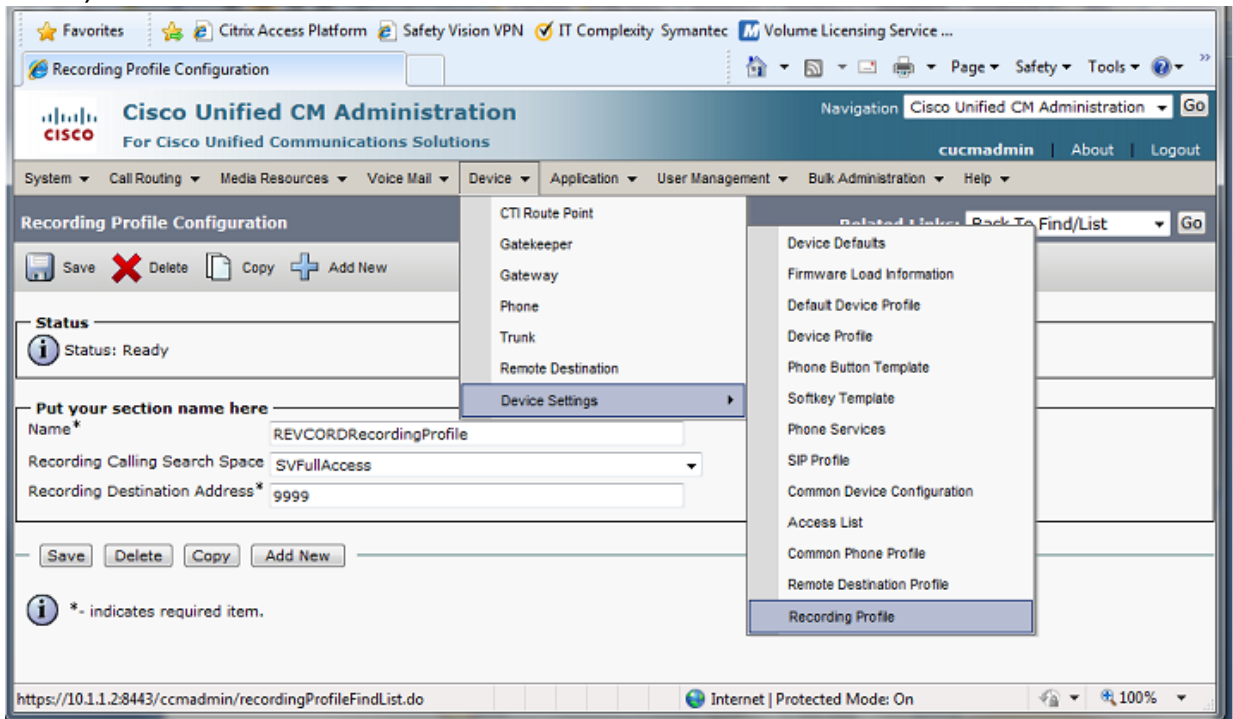 Favorites Citrix Access Platform Safety Vision VPN IT Complexity Symantec Volume Licensing Service ...
Recording Profile Configuration
Page Safety Tools »
CISCO
Cisco Unified CM Administration
For Cisco Unified Communications Solutions
Navigation Cisco Unified CM Administration Go
cucmadmin | About | Logout
System Call Routing Media Resources Voice Mail Device Application User Management Bulk Administration Help
Recording Profile Configuration
Related Links: Back To Find/List Go
Save Delete Copy Add New
CTI Route Point
Gatekeeper
Gateway
Phone
Trunk
Remote Destination
Device Settings
Device Defaults
Firmware Load Information
Default Device Profile
Device Profile
Phone Button Template
Softkey Template
Phone Services
SIP Profile
Common Device Configuration
Access List
Common Phone Profile
Remote Destination Profile
Recording Profile
Status
Status: Ready
Put your section name here
Name* REVCORDRecordingProfile
Recording Calling Search Space SVFullAccess
Recording Destination Address* 9999
Save Delete Copy Add New
*- indicates required item.
https://10.1.1.2:8443/ccmadmin/recordingProfileFindList.do
Internet | Protected Mode: On
100%